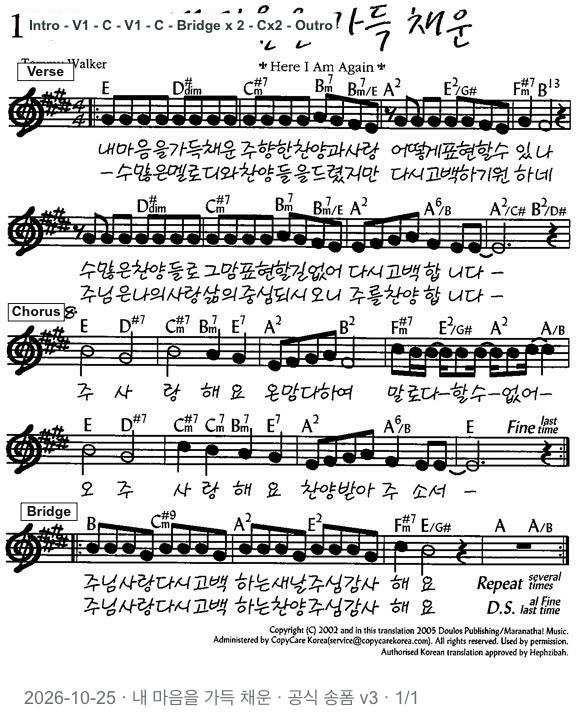 1 Intro - V1 - C - V1 - C - Bridge x 2 - Cx2 - Outro 가득 채운
Tommy Walker
✽ Here I Am Again ✽
Verse
E D#dim C#m7 Bm7 Bm7/E A2 E2/G# F#m7 B13
내마음을가득채운 주향한찬양과사랑 어떻게표현할수 있나
-수많은멜로디와찬양들을드렸지만 다시고백하기원 하네
D#dim C#m7 Bm7 Bm7/E A2 A6/B A2/C# B2/D#
수많은찬양들로그맘표현할길없어 다시고백합니다 -
주님은나의사랑삶의중심되시오니 주를찬양합니다 -
Chorus
E D#7 C#m7 Bm7 E7 A2 B2 F#m7 E2/G# A2 A/B
주 사 랑 해 요 온맘다하여 말로다-할수-없어-
E D#7 C#m7 Cm7 Bm7 E7 A2 A6/B E Fine last time
오 주 사 랑 해 요 찬양받아 주 소서 -
Bridge
B C#m9 A2 E2 F#m7 E/G# A A/B
주님사랑다시고백 하는새날주심감사 해 요 Repeat several times
주님사랑다시고백 하는찬양주심감사 해 요 D.S. al Fine last time
Copyright (C) 2002 and in this translation 2005 Doulos Publishing/Maranatha! Music.
Administered by CopyCare Korea(service@copycarekorea.com). All rights reserved. Used by permission.
Authorised Korean translation approved by Hephzibah.
2026-10-25 · 내 마음을 가득 채운 · 공식 송폼 v3 · 1/1